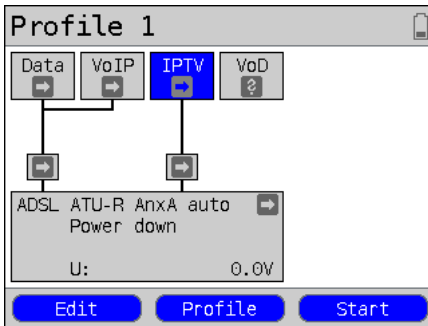 Profile 1
Data VoIP IPTV VoD
?
ADSL ATU-R AnxA auto
Power down
U: 0.0V
Edit Profile Start